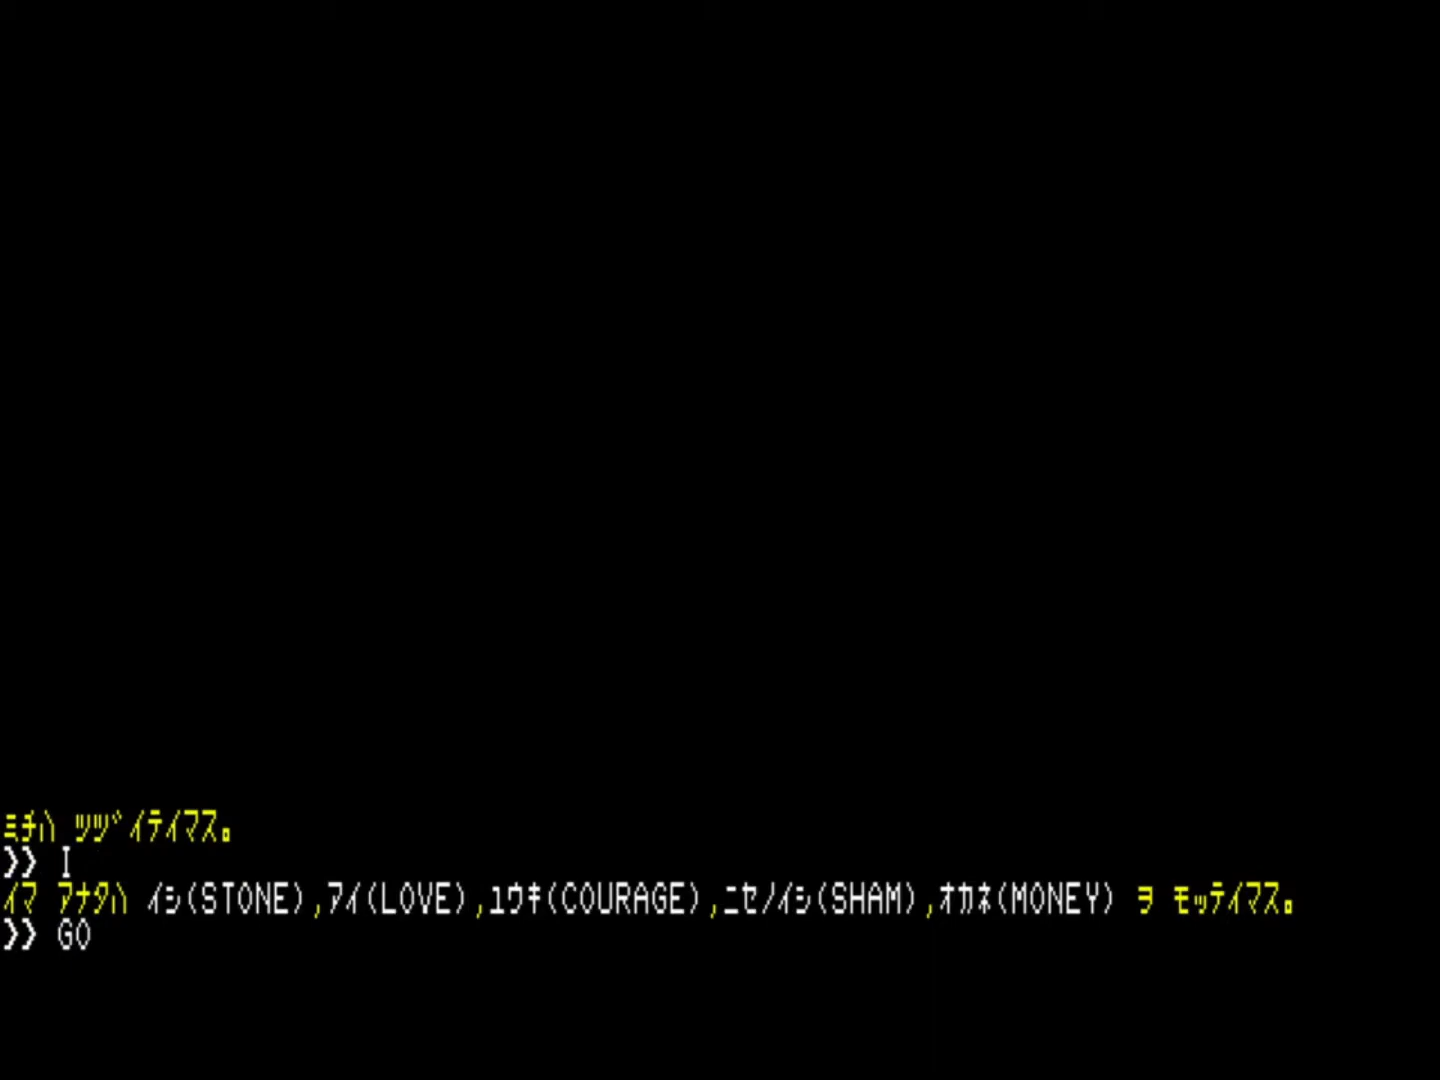 ミチハ ツヅイテイマス。
》 I
イマ アナタハ イシ(STONE),アイ(LOVE),ユウキ(COURAGE),ニセノイシ(SHAM),オカネ(MONEY) ヲ モッテイマス。
》 GO